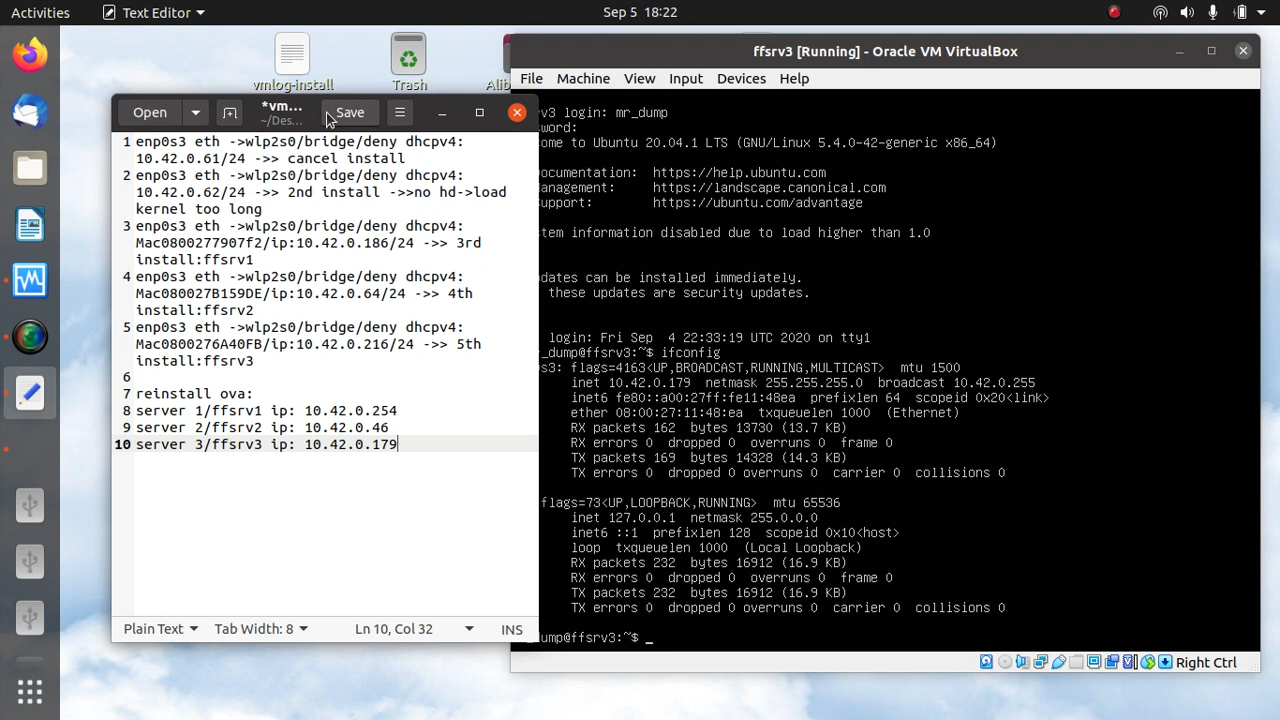 Activities Text Editor Sep 5 18:22
vmlog-install Trash Alib
Open *vm... ~/Des... Save
1 enp0s3 eth ->wlp2s0/bridge/deny dhcpv4:
10.42.0.61/24 ->> cancel install
2 enp0s3 eth ->wlp2s0/bridge/deny dhcpv4:
10.42.0.62/24 ->> 2nd install ->>no hd->load
kernel too long
3 enp0s3 eth ->wlp2s0/bridge/deny dhcpv4:
Mac0800277907f2/ip:10.42.0.186/24 ->> 3rd
install:ffsrv1
4 enp0s3 eth ->wlp2s0/bridge/deny dhcpv4:
Mac080027B159DE/ip:10.42.0.64/24 ->> 4th
install:ffsrv2
5 enp0s3 eth ->wlp2s0/bridge/deny dhcpv4:
Mac0800276A40FB/ip:10.42.0.216/24 ->> 5th
install:ffsrv3
6
7 reinstall ova:
8 server 1/ffsrv1 ip: 10.42.0.254
9 server 2/ffsrv2 ip: 10.42.0.46
10 server 3/ffsrv3 ip: 10.42.0.179
Plain Text Tab Width: 8 Ln 10, Col 32 INS
ffsrv3 [Running] - Oracle VM VirtualBox
File Machine View Input Devices Help
rv3 login: mr_dump
word:
ome to Ubuntu 20.04.1 LTS (GNU/Linux 5.4.0-42-generic x86_64)
ocumentation: https://help.ubuntu.com
anagement: https://landscape.canonical.com
upport: https://ubuntu.com/advantage
tem information disabled due to load higher than 1.0
dates can be installed immediately.
these updates are security updates.
login: Fri Sep 4 22:33:19 UTC 2020 on tty1
r_dump@ffsrv3:~$ ifconfig
s3: flags=4163<UP,BROADCAST,RUNNING,MULTICAST> mtu 1500
inet 10.42.0.179 netmask 255.255.255.0 broadcast 10.42.0.255
inet6 fe80::a00:27ff:fe11:48ea prefixlen 64 scopeid 0x20<link>
ether 08:00:27:11:48:ea txqueuelen 1000 (Ethernet)
RX packets 162 bytes 13730 (13.7 KB)
RX errors 0 dropped 0 overruns 0 frame 0
TX packets 169 bytes 14328 (14.3 KB)
TX errors 0 dropped 0 overruns 0 carrier 0 collisions 0
flags=73<UP,LOOPBACK,RUNNING> mtu 65536
inet 127.0.0.1 netmask 255.0.0.0
inet6 ::1 prefixlen 128 scopeid 0x10<host>
loop txqueuelen 1000 (Local Loopback)
RX packets 232 bytes 16912 (16.9 KB)
RX errors 0 dropped 0 overruns 0 frame 0
TX packets 232 bytes 16912 (16.9 KB)
TX errors 0 dropped 0 overruns 0 carrier 0 collisions 0
_dump@ffsrv3:~$ _
Right Ctrl